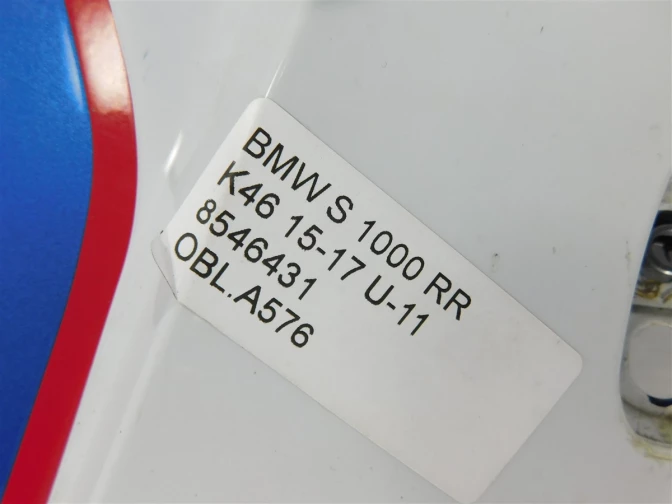 BMW S 1000 RR
K46 15-17 U-11
8546431
OBL.A576